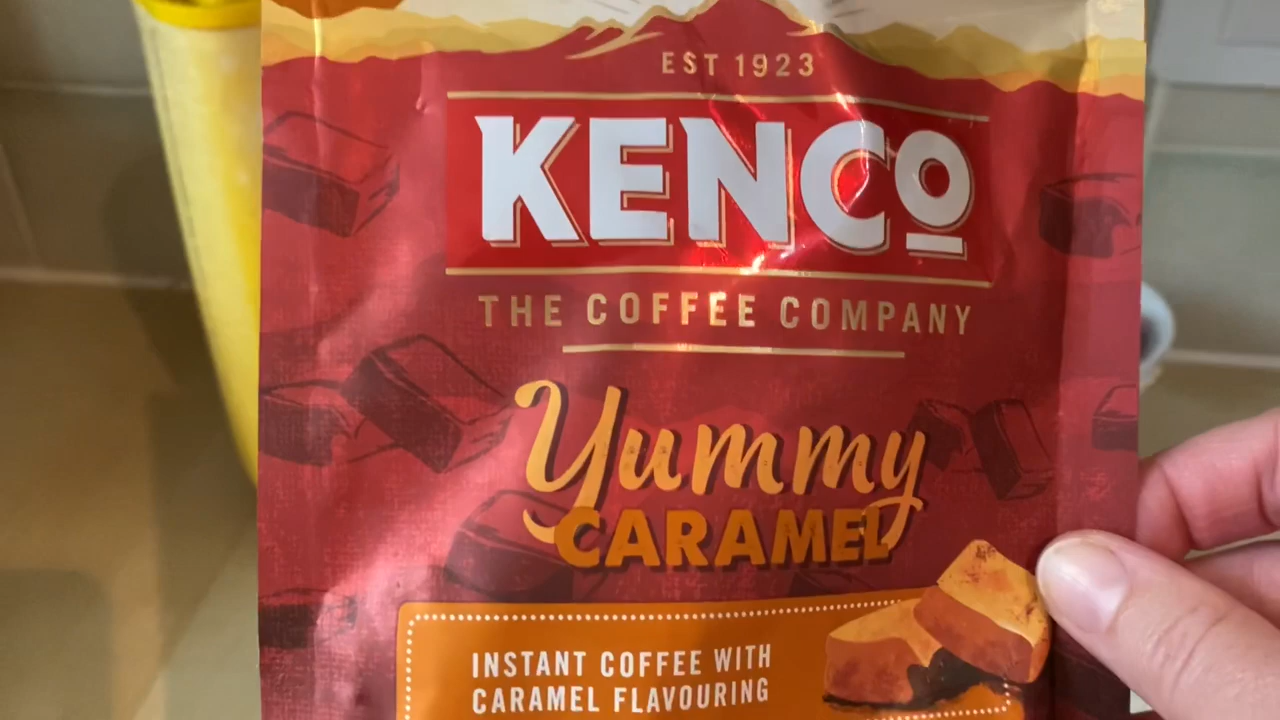 EST 1923
KENCO
THE COFFEE COMPANY
Yummy
CARAMEL
INSTANT COFFEE WITH
CARAMEL FLAVOURING